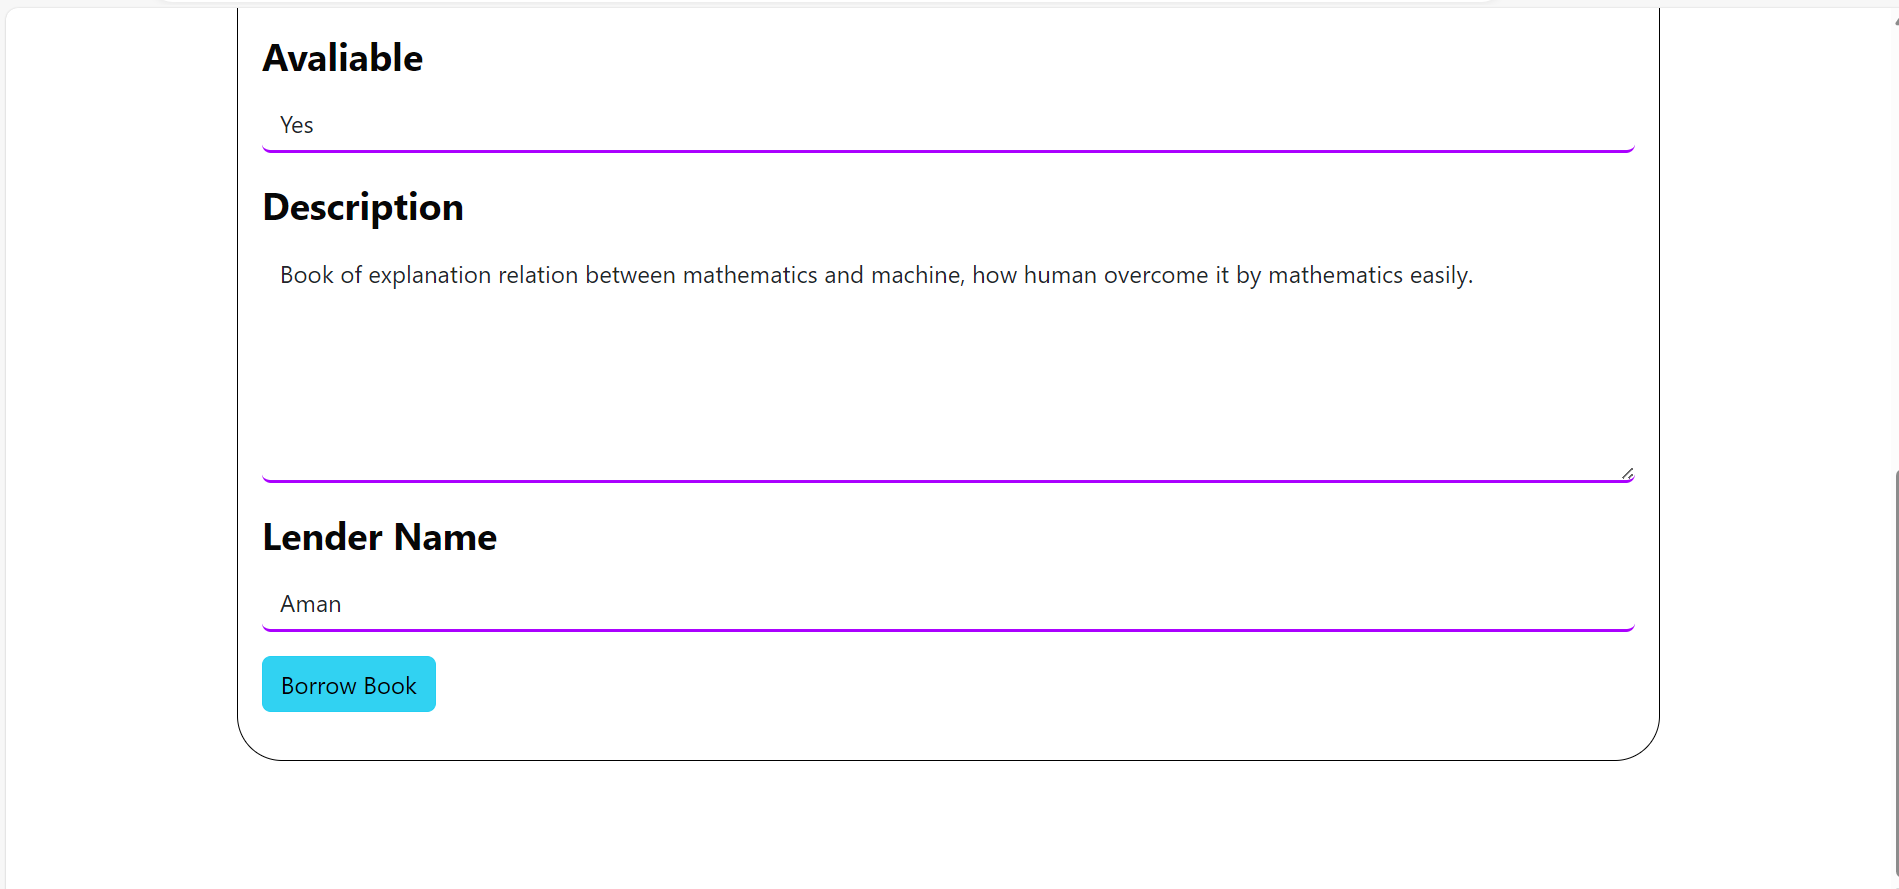 Avaliable
Yes
Description
Book of explanation relation between mathematics and machine, how human overcome it by mathematics easily.
Lender Name
Aman
Borrow Book